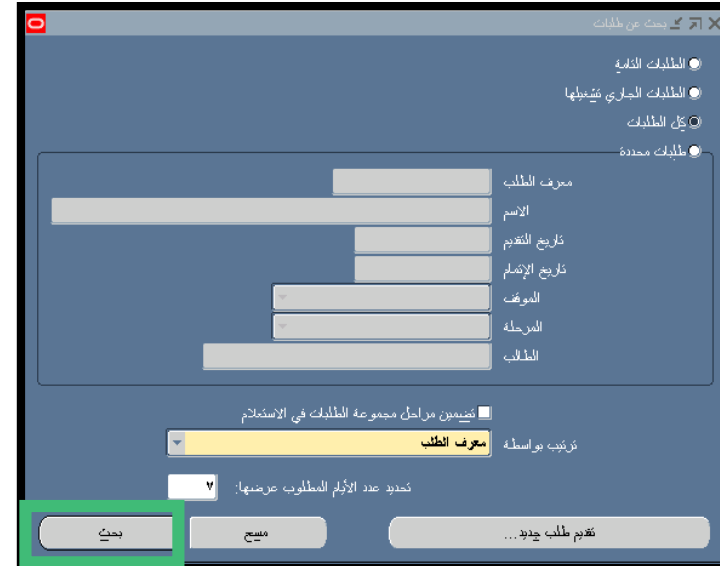 بحث عن طلبات
الطلبات التامة
الطلبات الجاري تشغيلها
كل الطلبات
طلبات محددة
معرف الطلب
الاسم
تاريخ التقديم
تاريخ الإتمام
الموقف
المرحلة
الطالب
تضمين مراحل مجموعة الطلبات في الاستعلام
ترتيب بواسطة معرف الطلب
تحديد عدد الأيام المطلوب عرضها: ٧
تقديم طلب جديد... مسح بحث